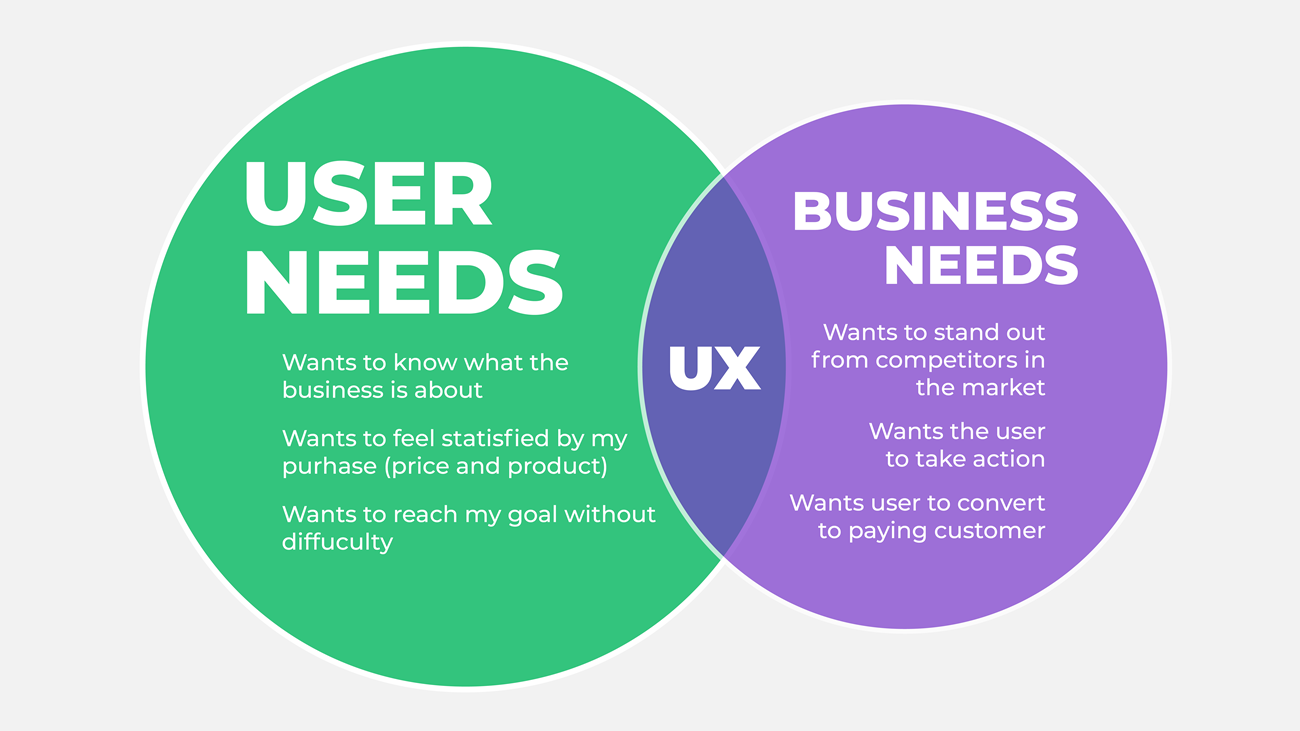 USER
NEEDS
Wants to know what the
business is about
Wants to feel statisfied by my
purhase (price and product)
Wants to reach my goal without
diffuculty
UX
BUSINESS
NEEDS
Wants to stand out
from competitors in
the market
Wants the user
to take action
Wants user to convert
to paying customer